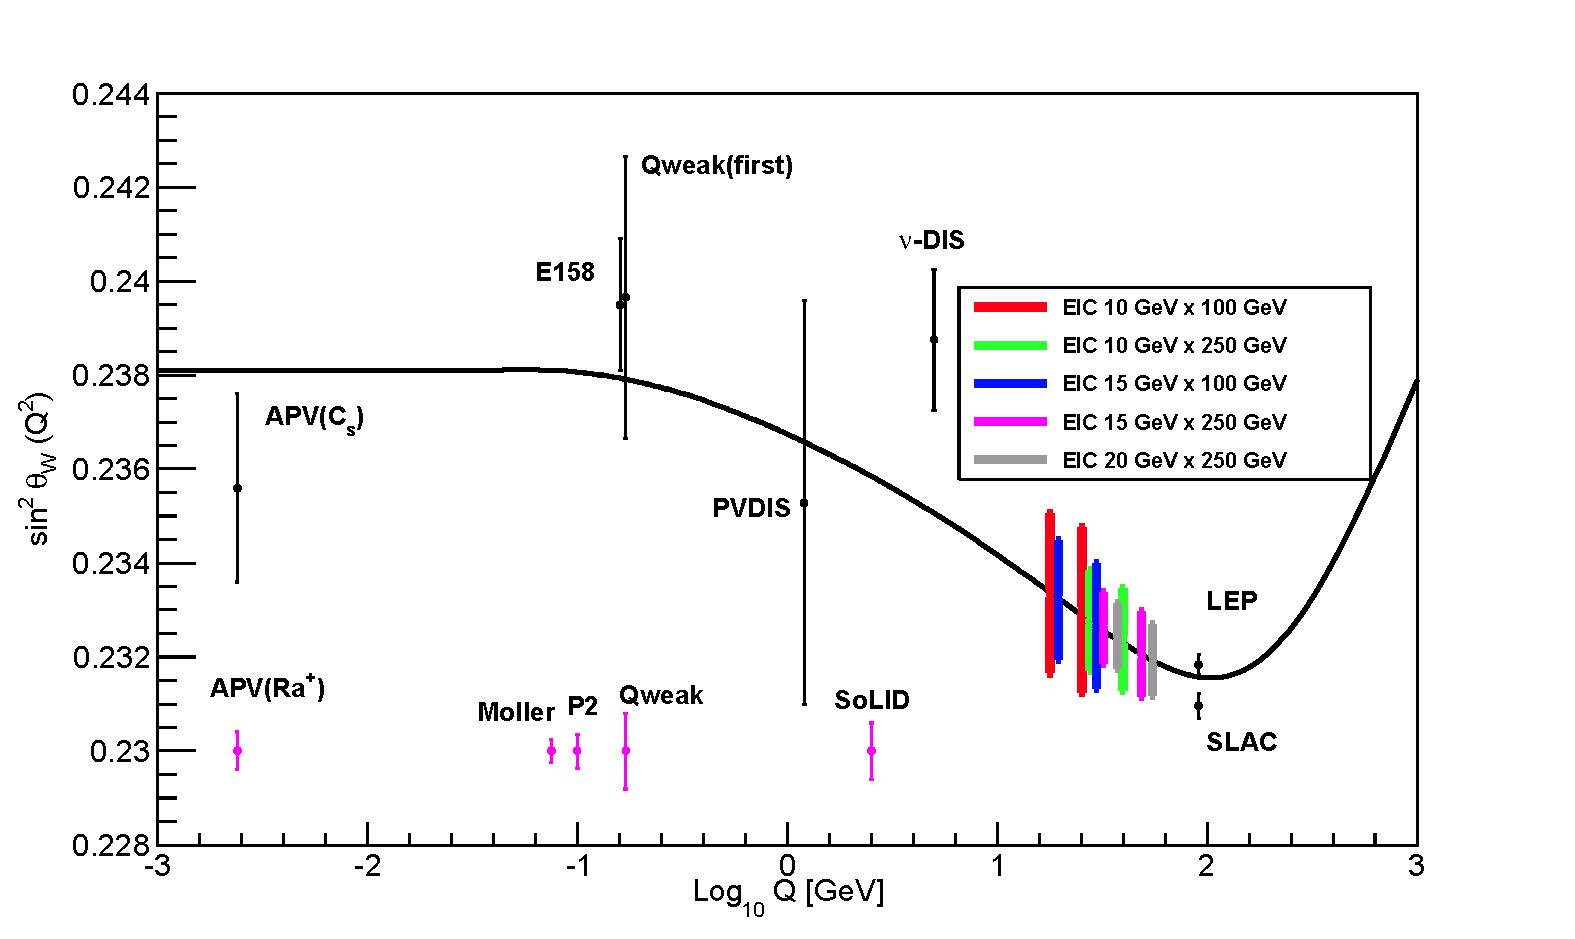 0.244
0.242
0.24
0.238
0.236
0.234
0.232
0.23
0.228
sin² θW (Q²)
Qweak(first)
E158
ν-DIS
APV(Cs)
PVDIS
EIC 10 GeV x 100 GeV
EIC 10 GeV x 250 GeV
EIC 15 GeV x 100 GeV
EIC 15 GeV x 250 GeV
EIC 20 GeV x 250 GeV
LEP
SLAC
APV(Ra⁺)
Moller
P2
Qweak
SoLID
-3 -2 -1 0 1 2 3
Log10 Q [GeV]